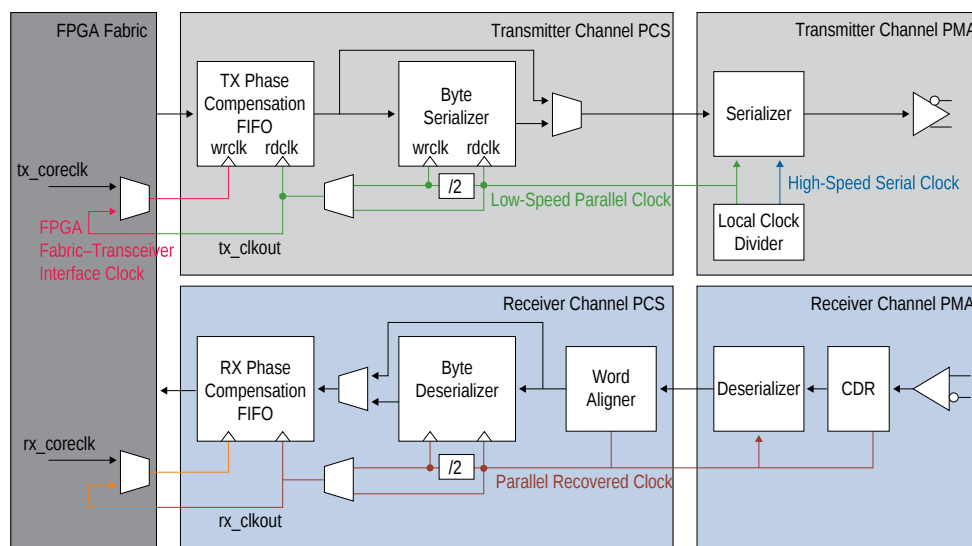 FPGA Fabric
Transmitter Channel PCS
Transmitter Channel PMA
TX Phase
Compensation
FIFO
wrclk
rdclk
Byte
Serializer
wrclk
rdclk
/2
Serializer
tx_coreclk
Low-Speed Parallel Clock
High-Speed Serial Clock
Local Clock
Divider
FPGA
Fabric–Transceiver
Interface Clock
tx_clkout
Receiver Channel PCS
Receiver Channel PMA
RX Phase
Compensation
FIFO
Byte
Deserializer
Word
Aligner
Deserializer
CDR
rx_coreclk
/2
Parallel Recovered Clock
rx_clkout